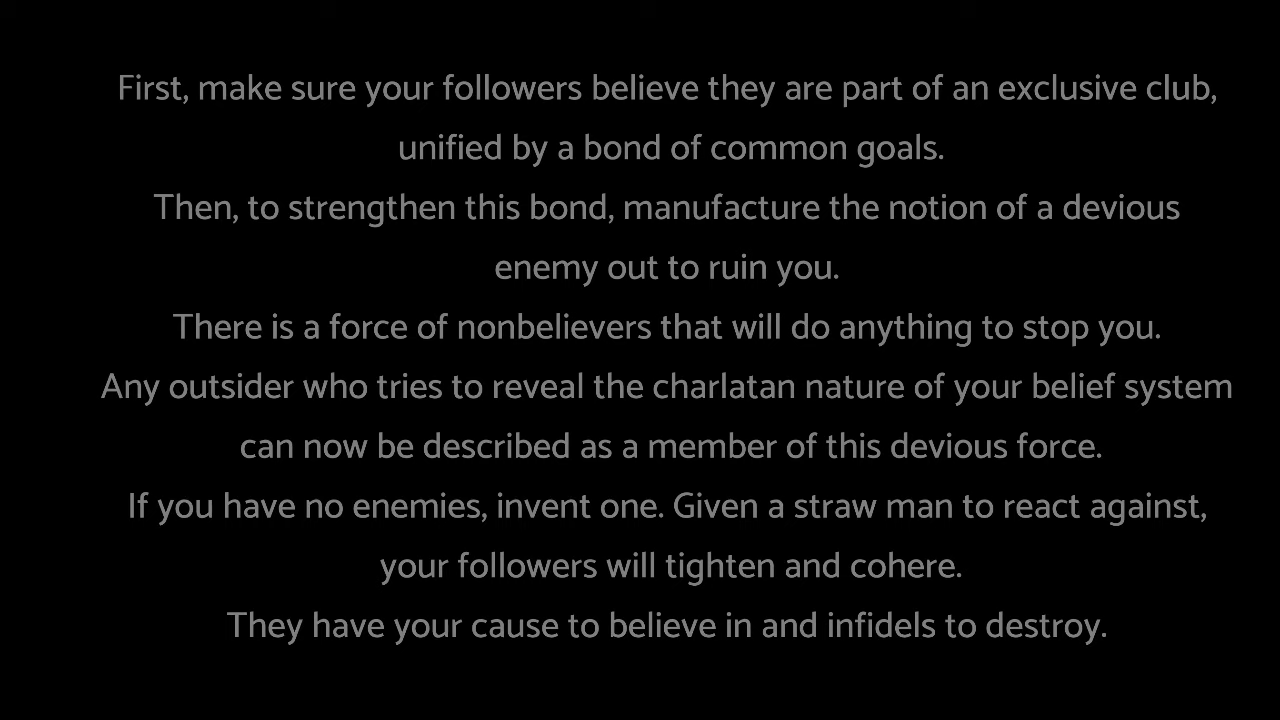 First, make sure your followers believe they are part of an exclusive club,
unified by a bond of common goals.
Then, to strengthen this bond, manufacture the notion of a devious
enemy out to ruin you.
There is a force of nonbelievers that will do anything to stop you.
Any outsider who tries to reveal the charlatan nature of your belief system
can now be described as a member of this devious force.
If you have no enemies, invent one. Given a straw man to react against,
your followers will tighten and cohere.
They have your cause to believe in and infidels to destroy.